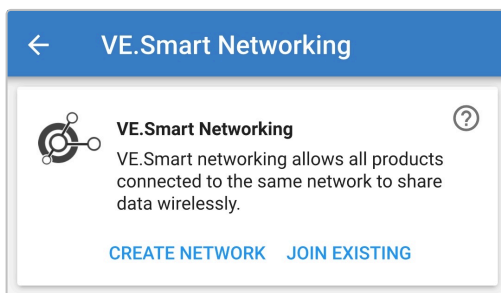 VE.Smart Networking
VE.Smart Networking
VE.Smart networking allows all products
connected to the same network to share
data wirelessly.
CREATE NETWORK JOIN EXISTING